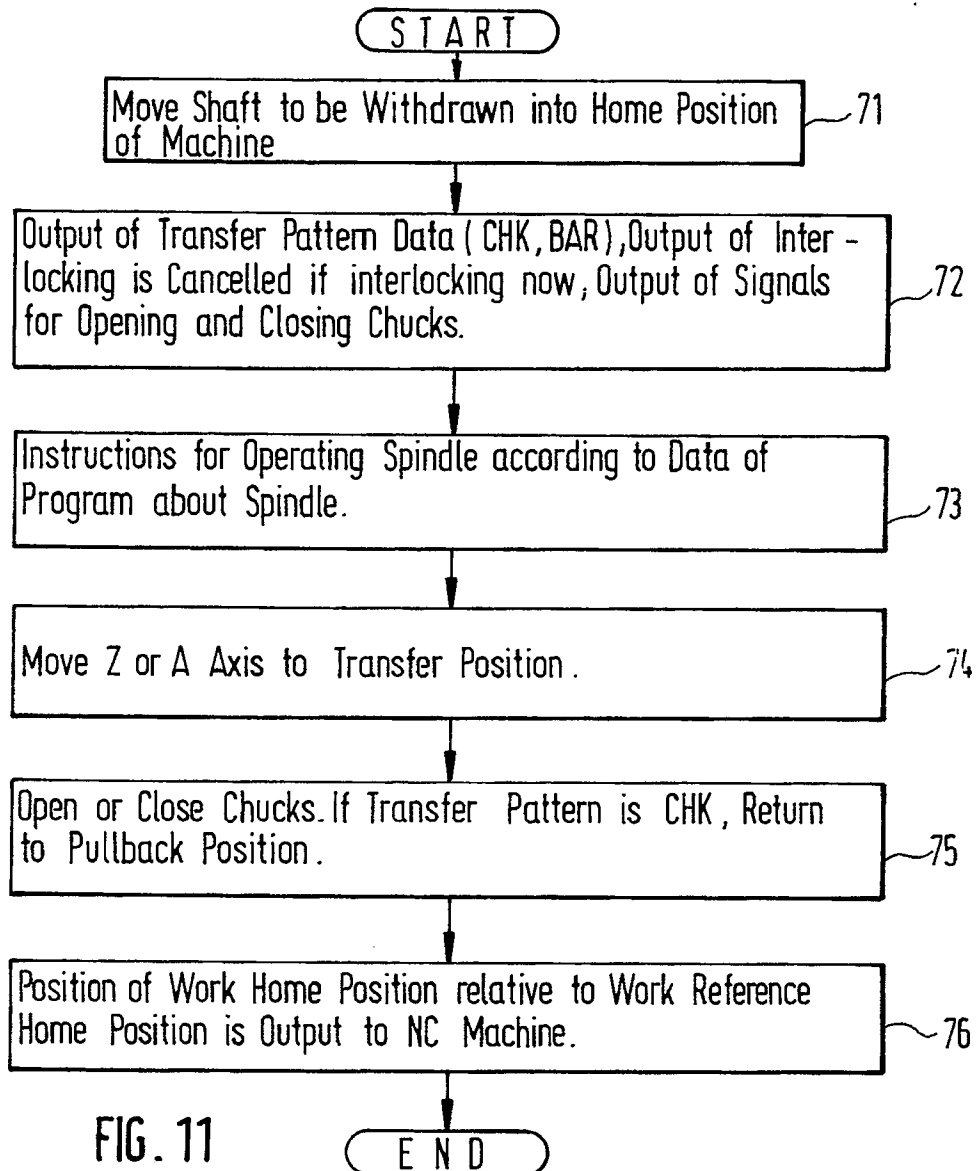 START
Move Shaft to be Withdrawn into Home Position
of Machine
71
Output of Transfer Pattern Data (CHK,BAR),Output of Inter-
locking is Cancelled if interlocking now, Output of Signals
for Opening and Closing Chucks.
72
Instructions for Operating Spindle according to Data of
Program about Spindle.
73
Move Z or A Axis to Transfer Position.
74
Open or Close Chucks. If Transfer Pattern is CHK, Return
to Pullback Position.
75
Position of Work Home Position relative to Work Reference
Home Position is Output to NC Machine.
76
FIG. 11
END